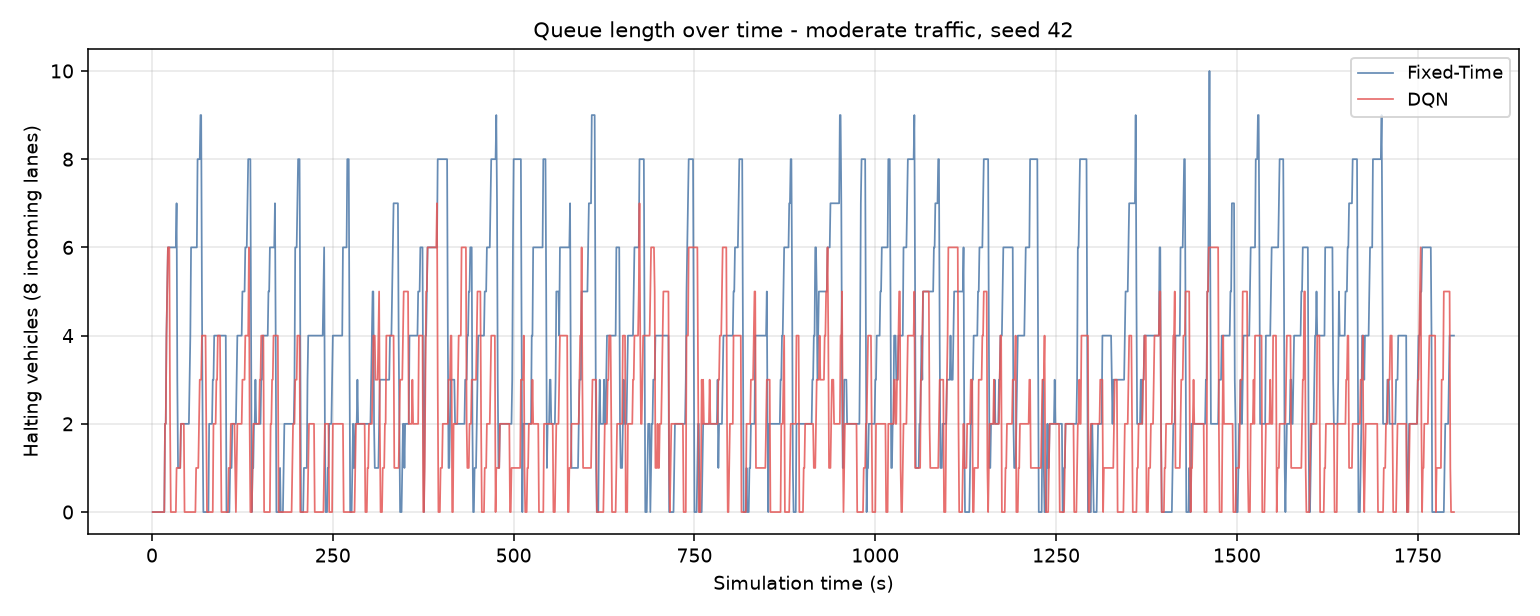 Queue length over time - moderate traffic, seed 42
Halting vehicles (8 incoming lanes)
10
8
6
4
2
0
Fixed-Time
DQN
0 250 500 750 1000 1250 1500 1750
Simulation time (s)